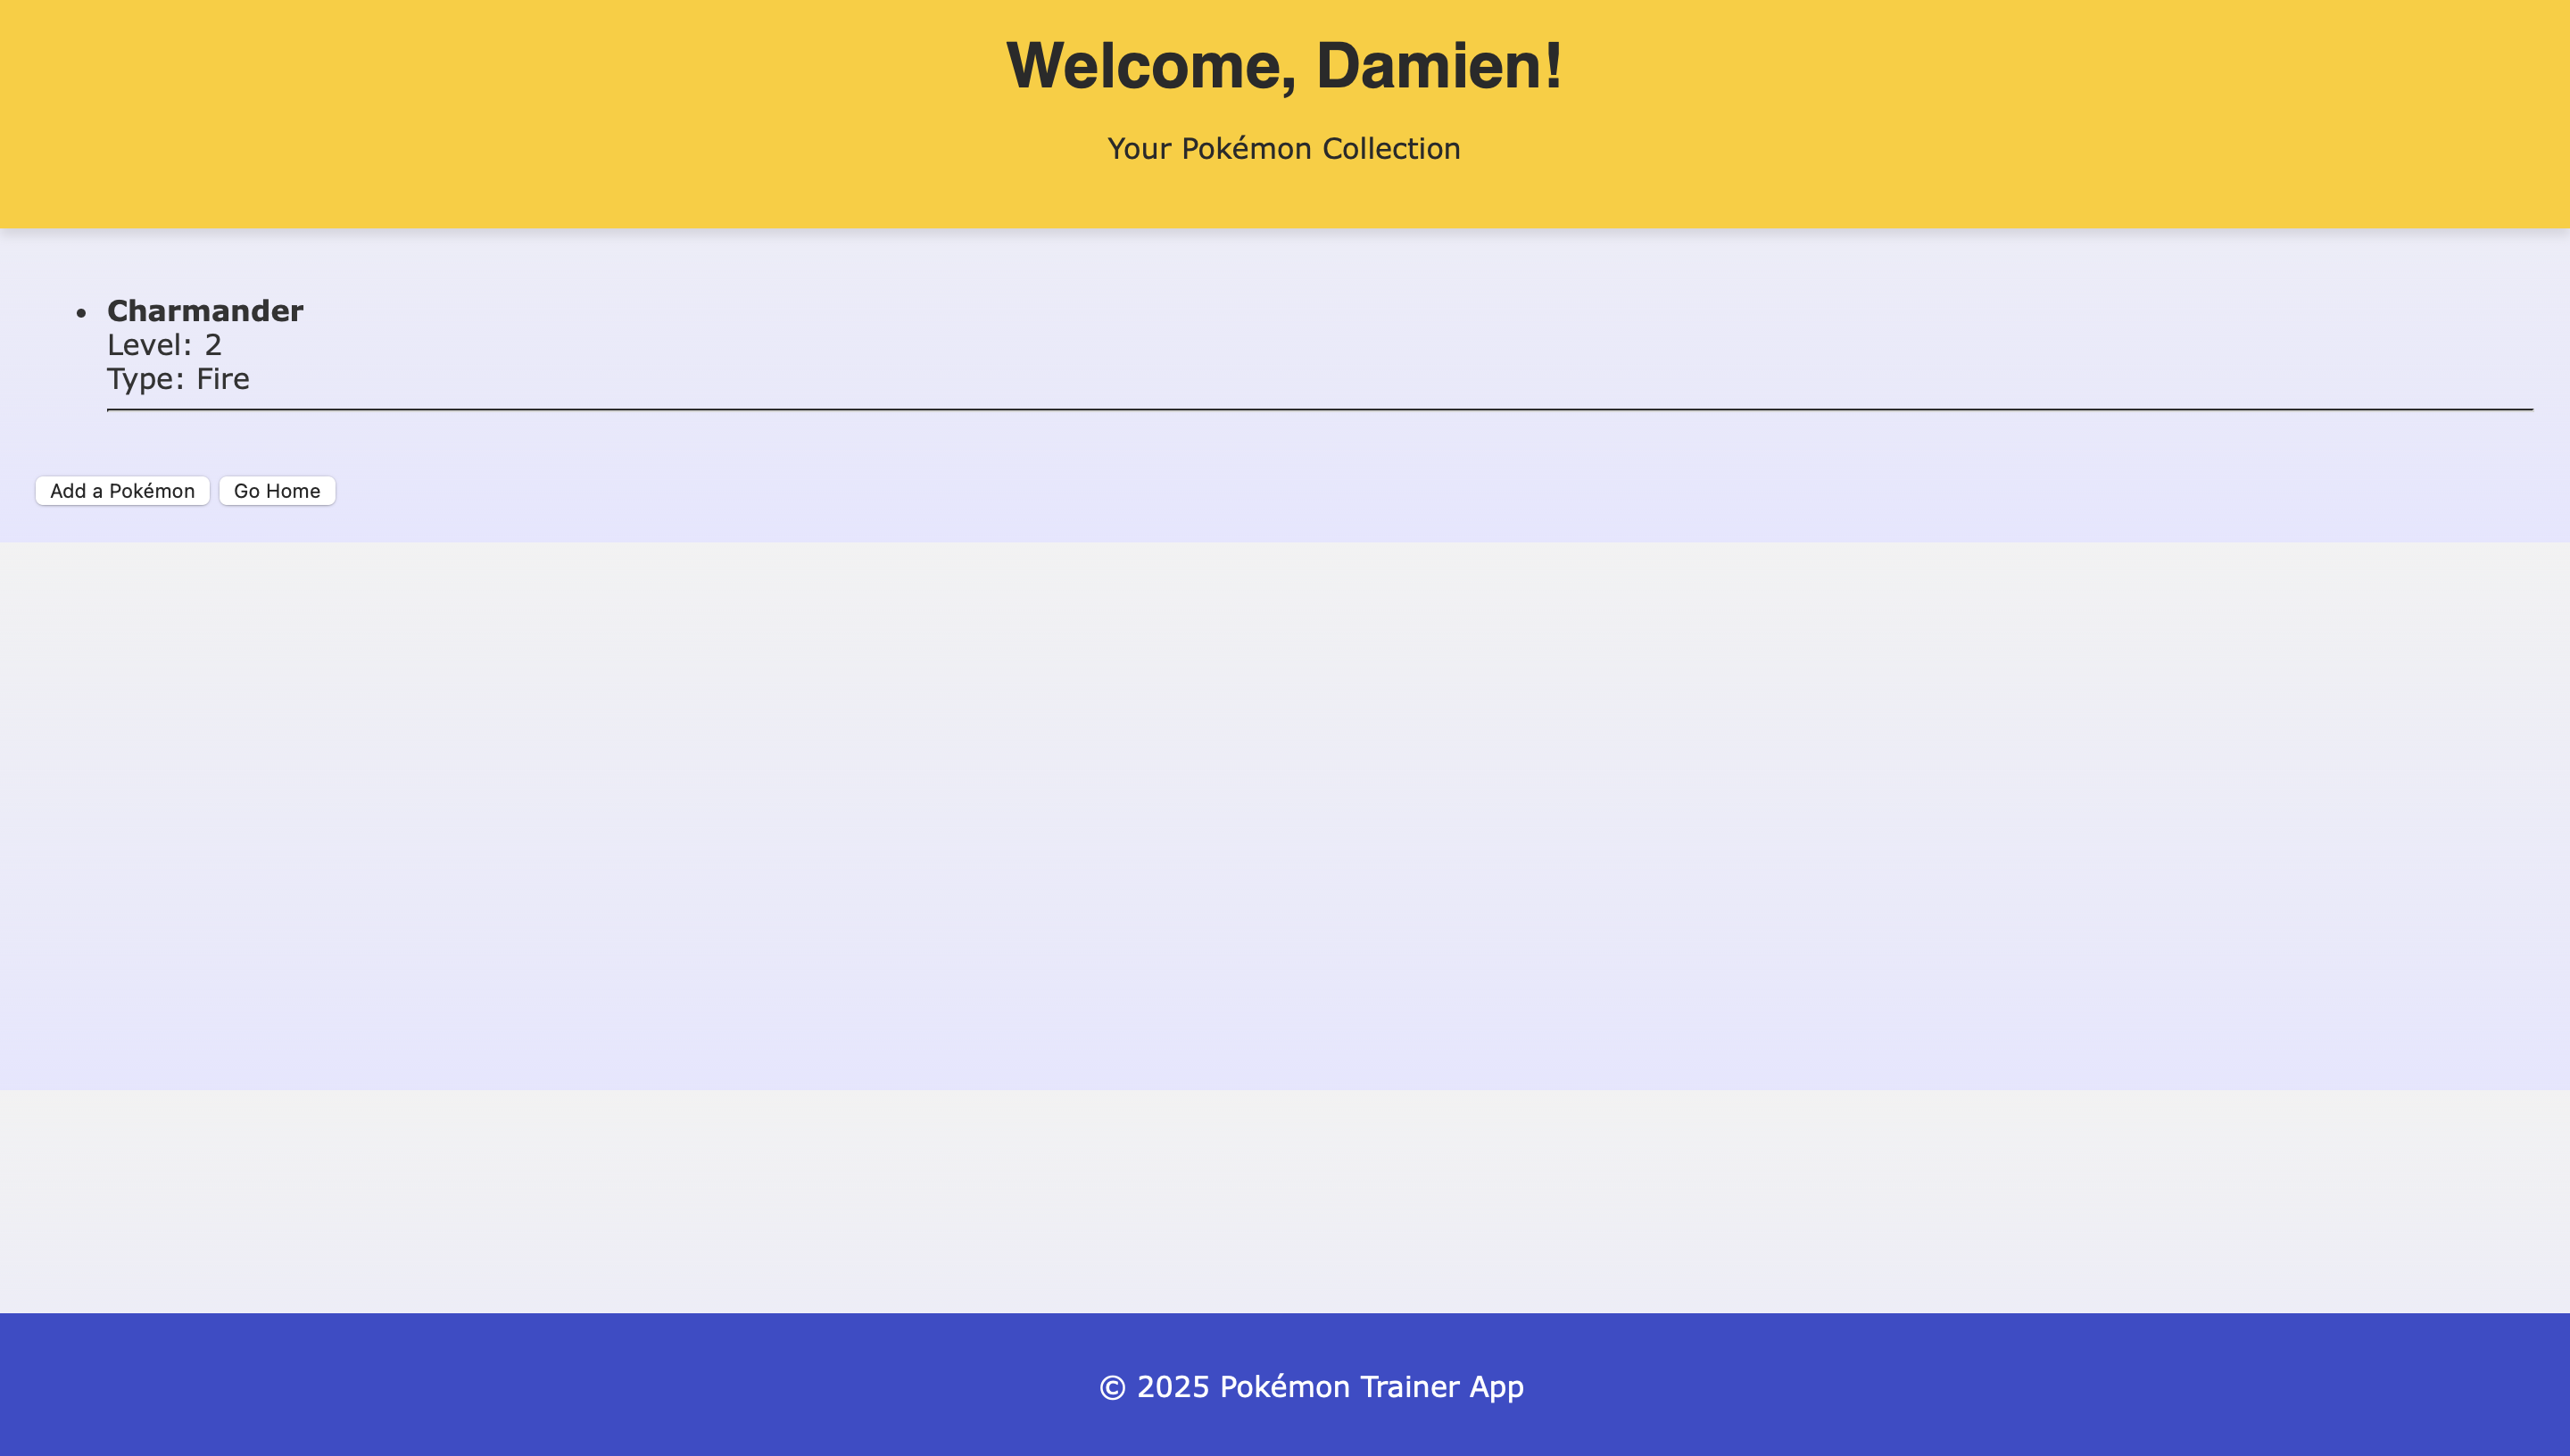 Welcome, Damien!
Your Pokémon Collection
Charmander
Level: 2
Type: Fire
Add a Pokémon
Go Home
© 2025 Pokémon Trainer App